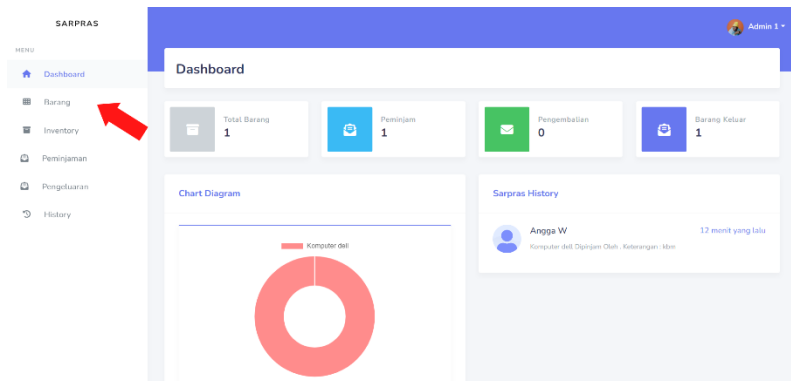 SARPRAS
Admin 1
MENU
Dashboard
Barang
Inventory
Peminjaman
Pengeluaran
History
Dashboard
Total Barang
1
Peminjam
1
Pengembalian
0
Barang Keluar
1
Chart Diagram
Komputer dell
Sarpras History
Angga W
12 menit yang lalu
Komputer dell Dipinjam Oleh , Keterangan : kbm